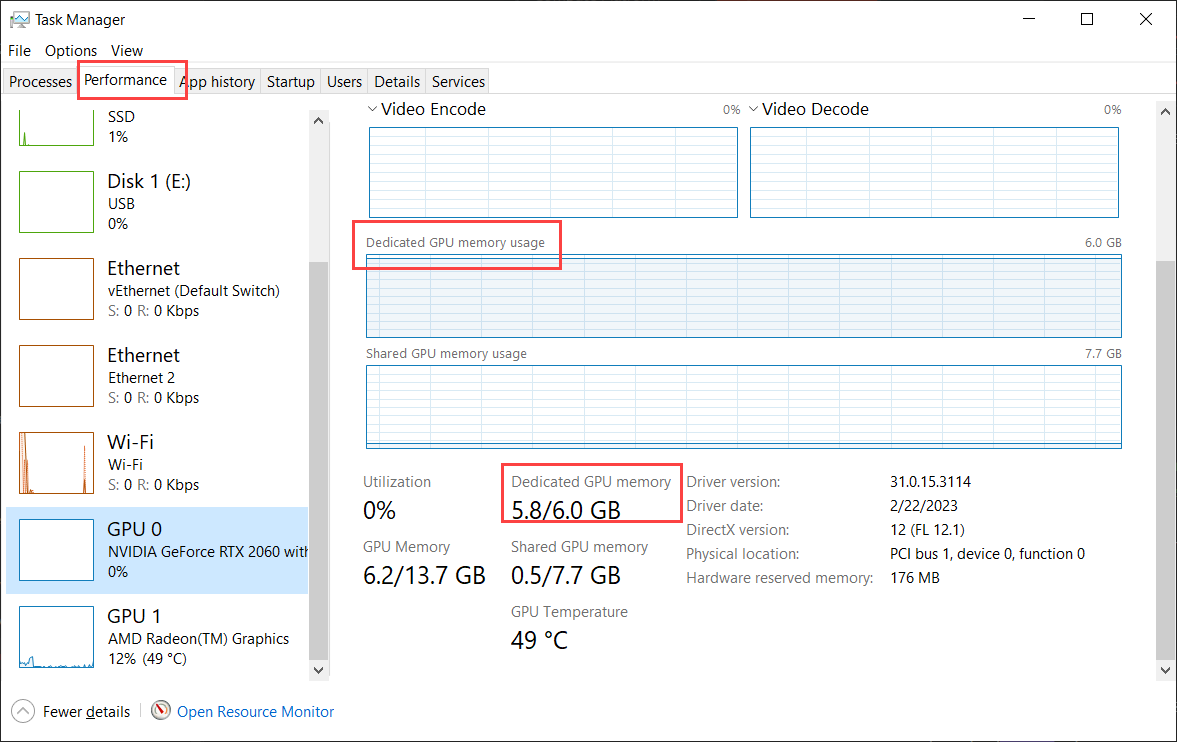 Task Manager
File Options View
Processes Performance App history Startup Users Details Services
SSD
1%
Disk 1 (E:)
USB
0%
Ethernet
vEthernet (Default Switch)
S: 0 R: 0 Kbps
Ethernet
Ethernet 2
S: 0 R: 0 Kbps
Wi-Fi
Wi-Fi
S: 0 R: 0 Kbps
GPU 0
NVIDIA GeForce RTX 2060 with
0%
GPU 1
AMD Radeon(TM) Graphics
12% (49 °C)
Video Encode 0% Video Decode 0%
Dedicated GPU memory usage 6.0 GB
Shared GPU memory usage 7.7 GB
Utilization
0%
GPU Memory
6.2/13.7 GB
Dedicated GPU memory
5.8/6.0 GB
Shared GPU memory
0.5/7.7 GB
GPU Temperature
49 °C
Driver version: 31.0.15.3114
Driver date: 2/22/2023
DirectX version: 12 (FL 12.1)
Physical location: PCI bus 1, device 0, function 0
Hardware reserved memory: 176 MB
Fewer details Open Resource Monitor